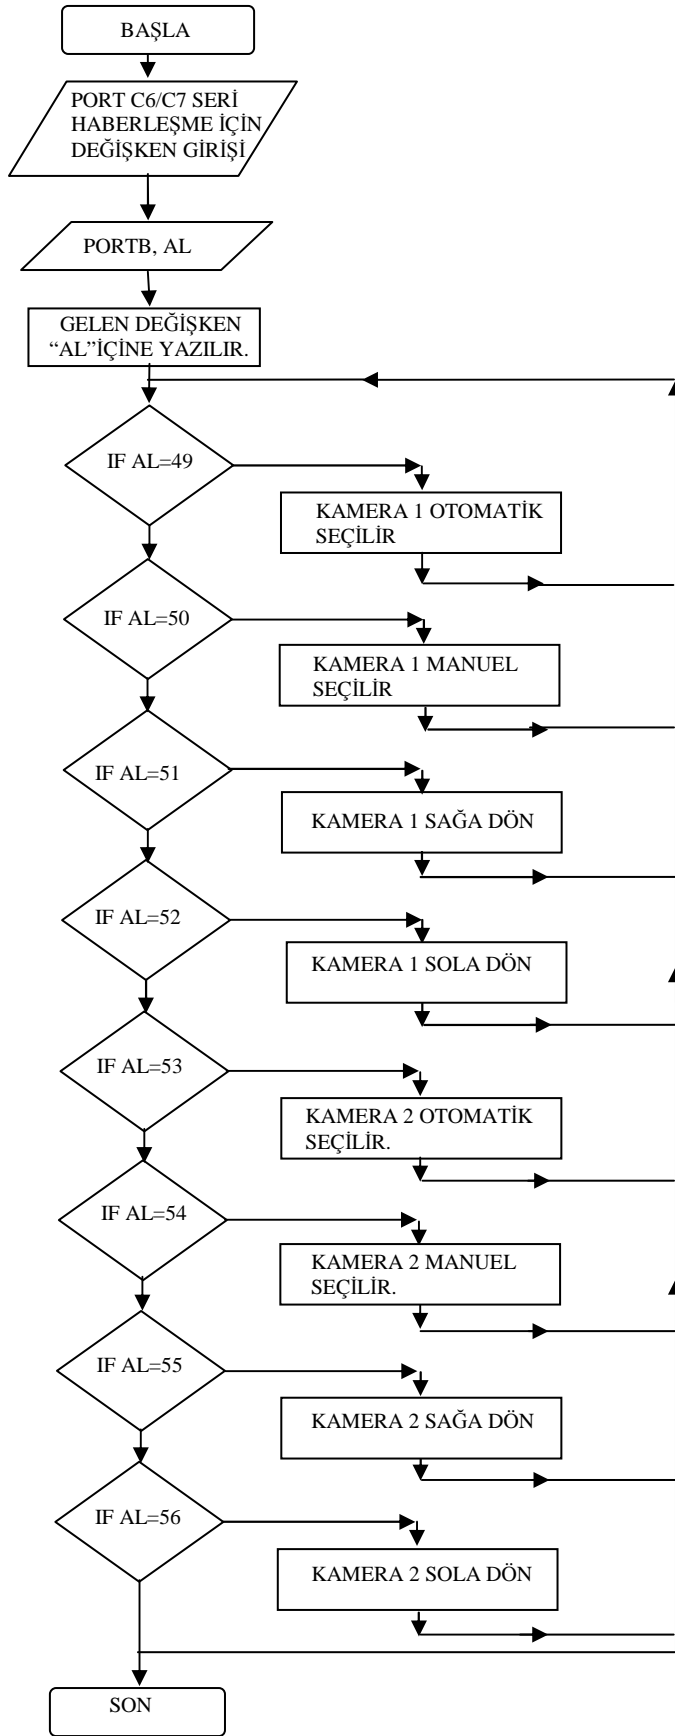 BAŞLA
PORT C6/C7 SERİ
HABERLEŞME İÇİN
DEĞİŞKEN GİRİŞİ
PORTB, AL
GELEN DEĞİŞKEN
“AL”İÇİNE YAZILIR.
IF AL=49
KAMERA 1 OTOMATİK
SEÇİLİR
IF AL=50
KAMERA 1 MANUEL
SEÇİLİR
IF AL=51
KAMERA 1 SAĞA DÖN
IF AL=52
KAMERA 1 SOLA DÖN
IF AL=53
KAMERA 2 OTOMATİK
SEÇİLİR.
IF AL=54
KAMERA 2 MANUEL
SEÇİLİR.
IF AL=55
KAMERA 2 SAĞA DÖN
IF AL=56
KAMERA 2 SOLA DÖN
SON